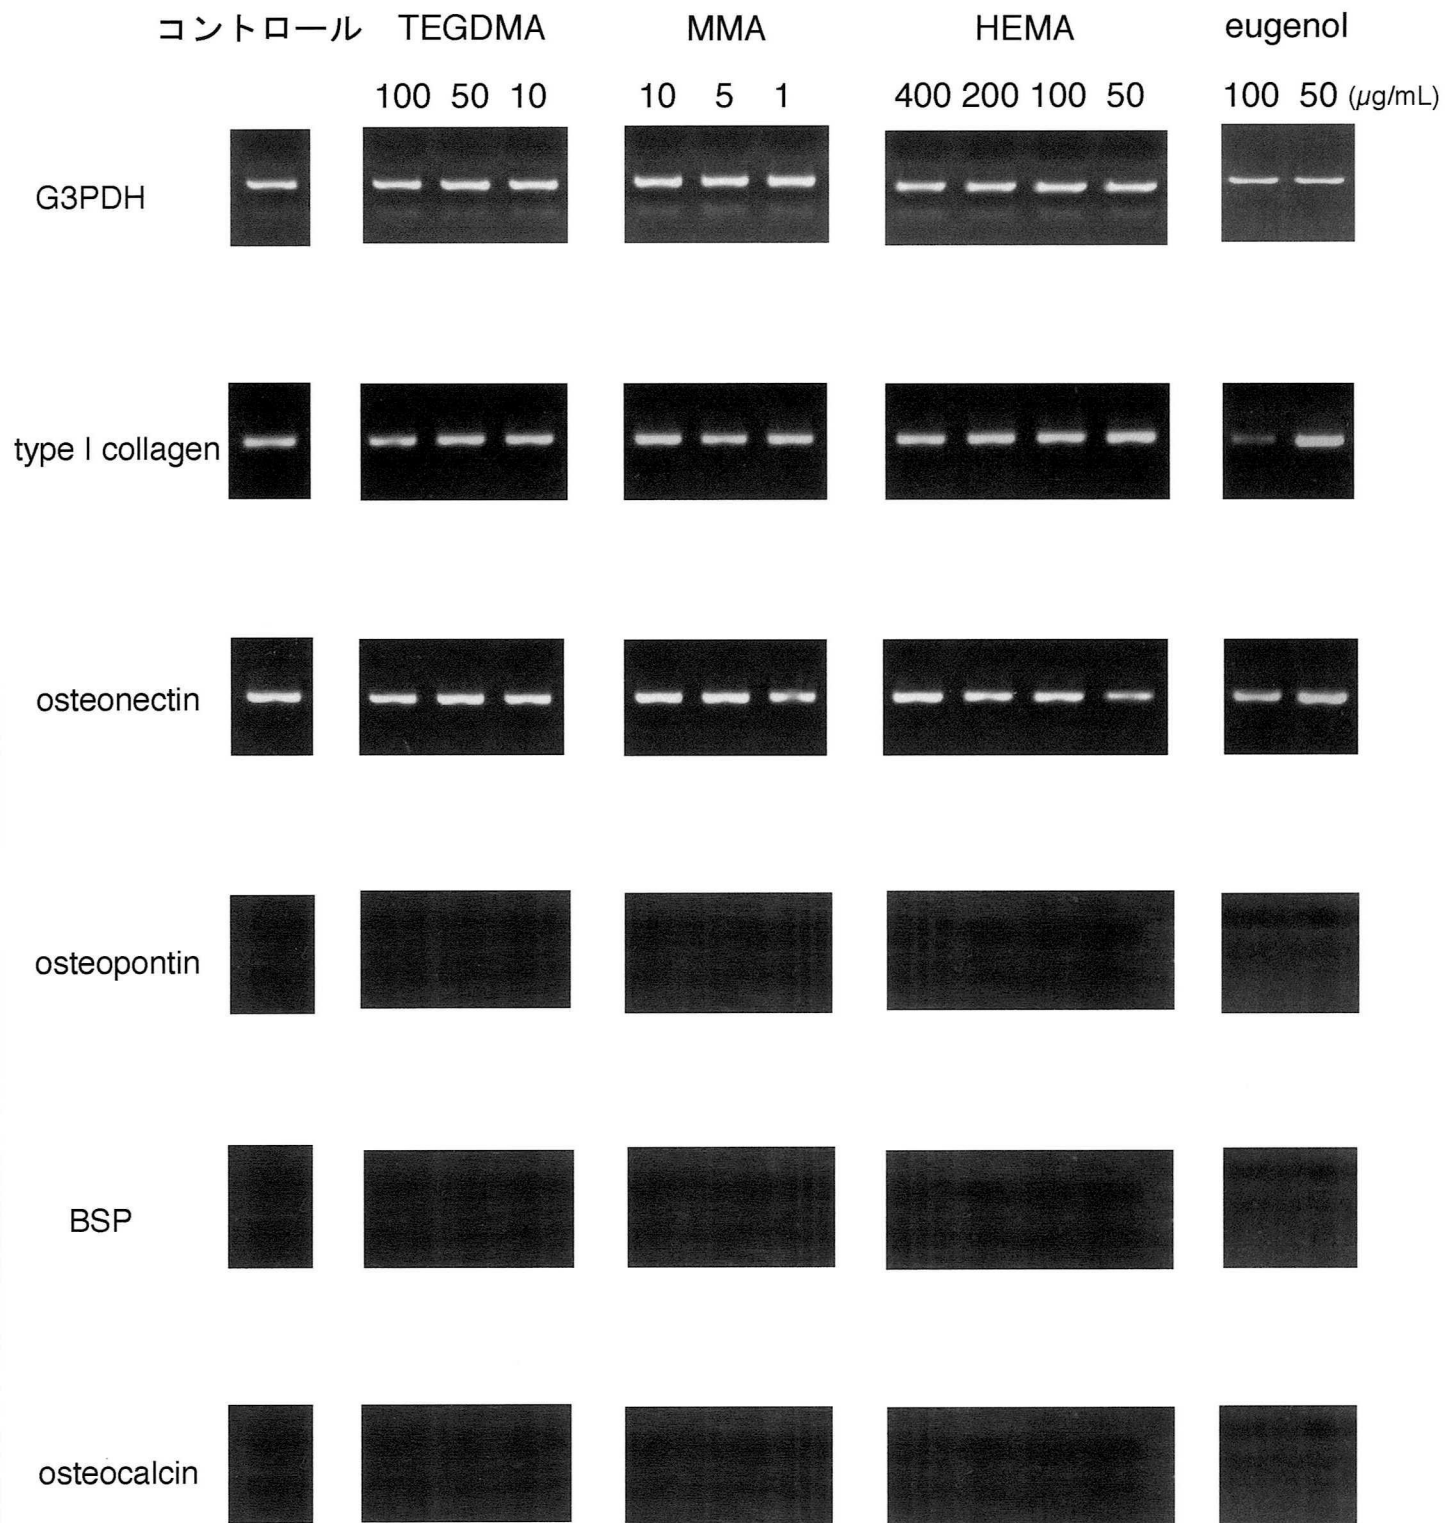 コントロール TEGDMA MMA HEMA eugenol
100 50 10 10 5 1 400 200 100 50 100 50 (μg/mL)
G3PDH
type I collagen
osteonectin
osteopontin
BSP
osteocalcin